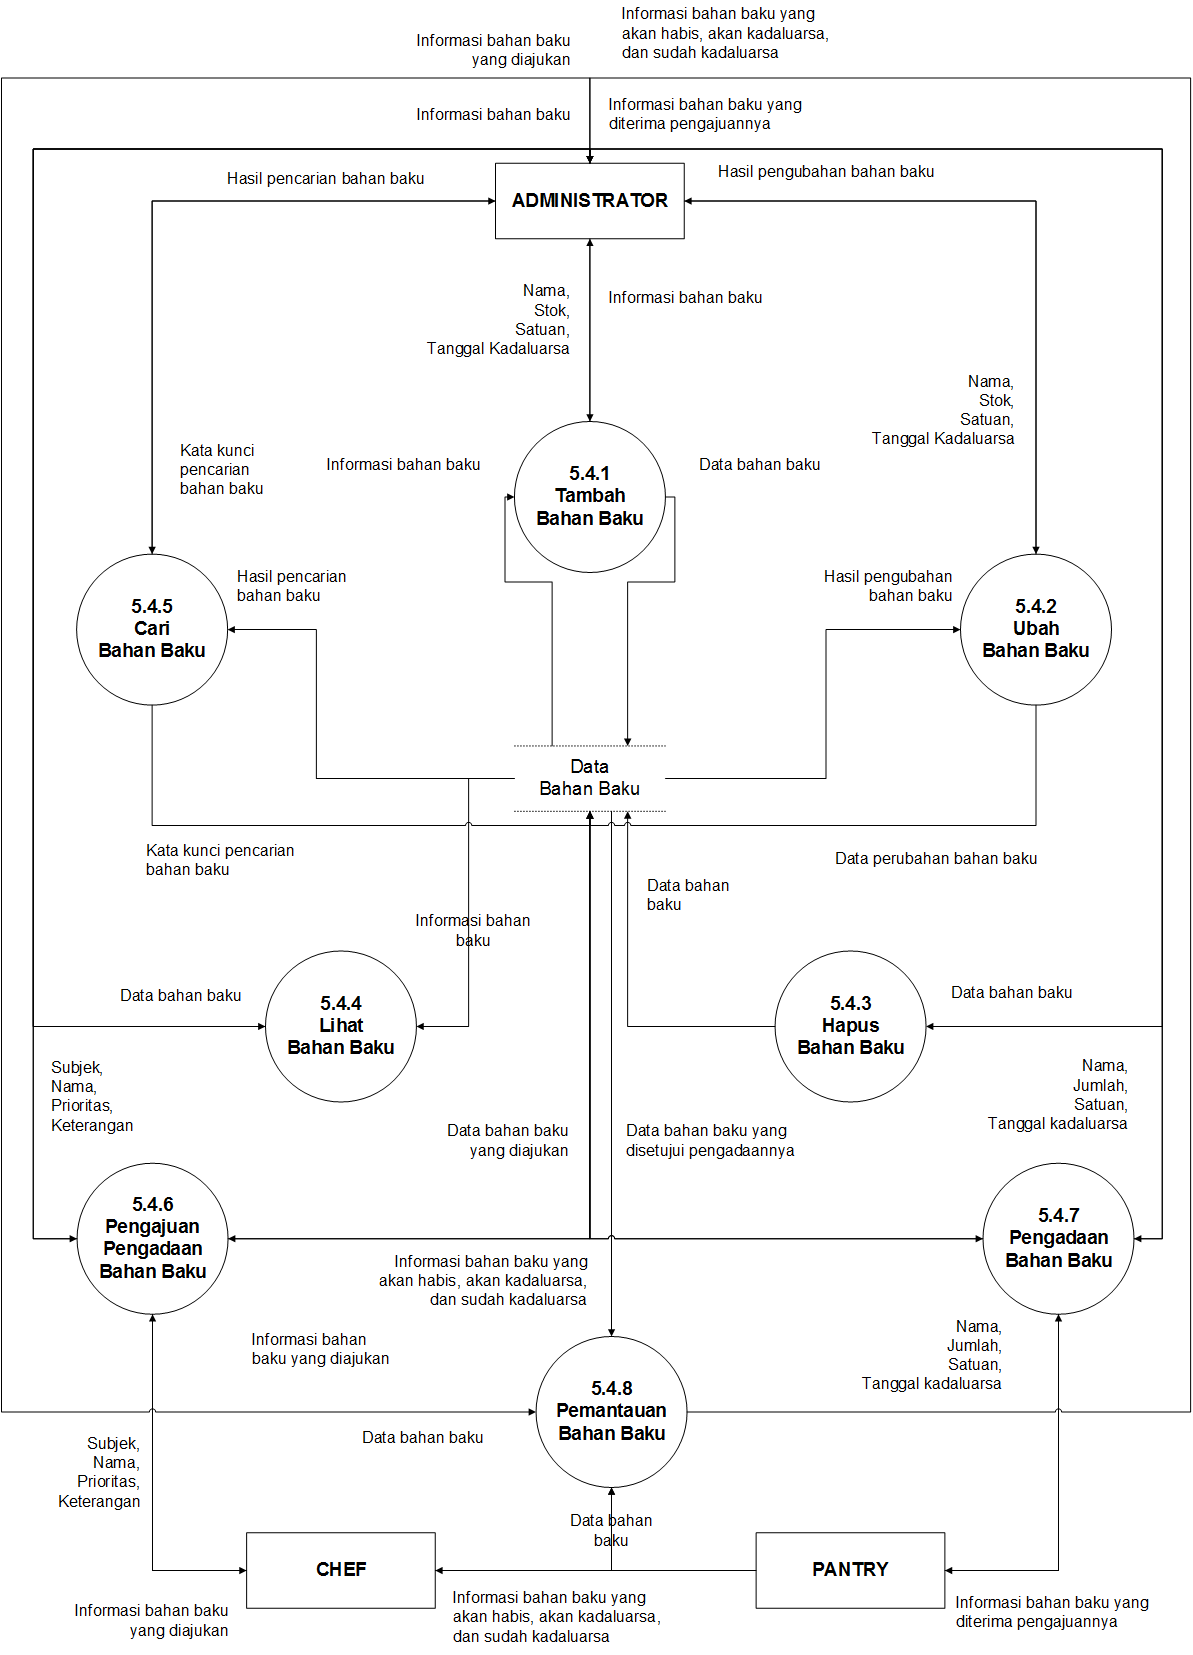 Informasi bahan baku yang
akan habis, akan kadaluarsa,
dan sudah kadaluarsa
Informasi bahan baku
yang diajukan
Informasi bahan baku
Informasi bahan baku yang
diterima pengajuannya
Hasil pencarian bahan baku
Hasil pengubahan bahan baku
ADMINISTRATOR
Nama,
Stok,
Satuan,
Tanggal Kadaluarsa
Informasi bahan baku
Nama,
Stok,
Satuan,
Tanggal Kadaluarsa
Kata kunci
pencarian
bahan baku
Informasi bahan baku
5.4.1
Tambah
Bahan Baku
Data bahan baku
5.4.5
Cari
Bahan Baku
Hasil pencarian
bahan baku
Hasil pengubahan
bahan baku
5.4.2
Ubah
Bahan Baku
Data
Bahan Baku
Kata kunci pencarian
bahan baku
Data perubahan bahan baku
Data bahan
baku
Informasi bahan
baku
Data bahan baku
5.4.4
Lihat
Bahan Baku
5.4.3
Hapus
Bahan Baku
Data bahan baku
Subjek,
Nama,
Prioritas,
Keterangan
Nama,
Jumlah,
Satuan,
Tanggal kadaluarsa
Data bahan baku
yang diajukan
Data bahan baku yang
disetujui pengadaannya
5.4.6
Pengajuan
Pengadaan
Bahan Baku
5.4.7
Pengadaan
Bahan Baku
Informasi bahan baku yang
akan habis, akan kadaluarsa,
dan sudah kadaluarsa
Informasi bahan
baku yang diajukan
Nama,
Jumlah,
Satuan,
Tanggal kadaluarsa
5.4.8
Pemantauan
Bahan Baku
Data bahan baku
Subjek,
Nama,
Prioritas,
Keterangan
Data bahan
baku
CHEF
PANTRY
Informasi bahan baku
yang diajukan
Informasi bahan baku yang
akan habis, akan kadaluarsa,
dan sudah kadaluarsa
Informasi bahan baku yang
diterima pengajuannya